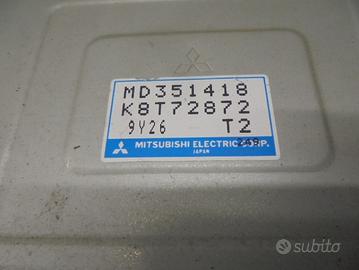 MD351418
K8T72872
9Y26 T2
MITSUBISHI ELECTRIC CORP.
JAPAN
subito